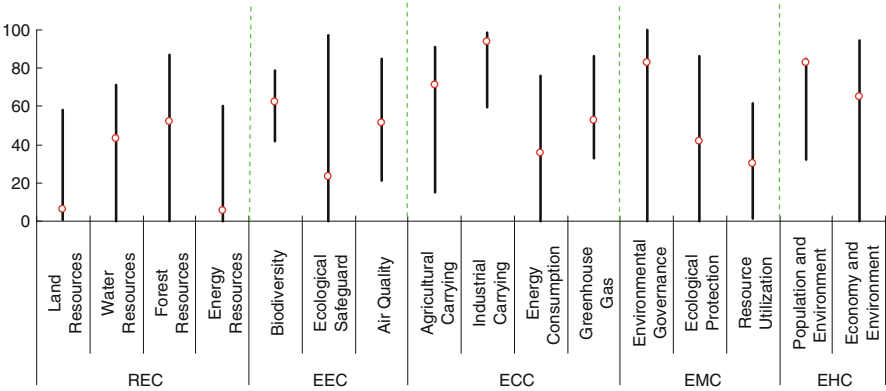 100
80
60
40
20
0
Land
Resources
Water
Resources
Forest
Resources
Energy
Resources
Biodiversity
Ecological
Safeguard
Air Quality
Agricultural
Carrying
Industrial
Carrying
Energy
Consumption
Greenhouse
Gas
Environmental
Governance
Ecological
Protection
Resource
Utilization
Population and
Environment
Economy and
Environment
REC
EEC
ECC
EMC
EHC